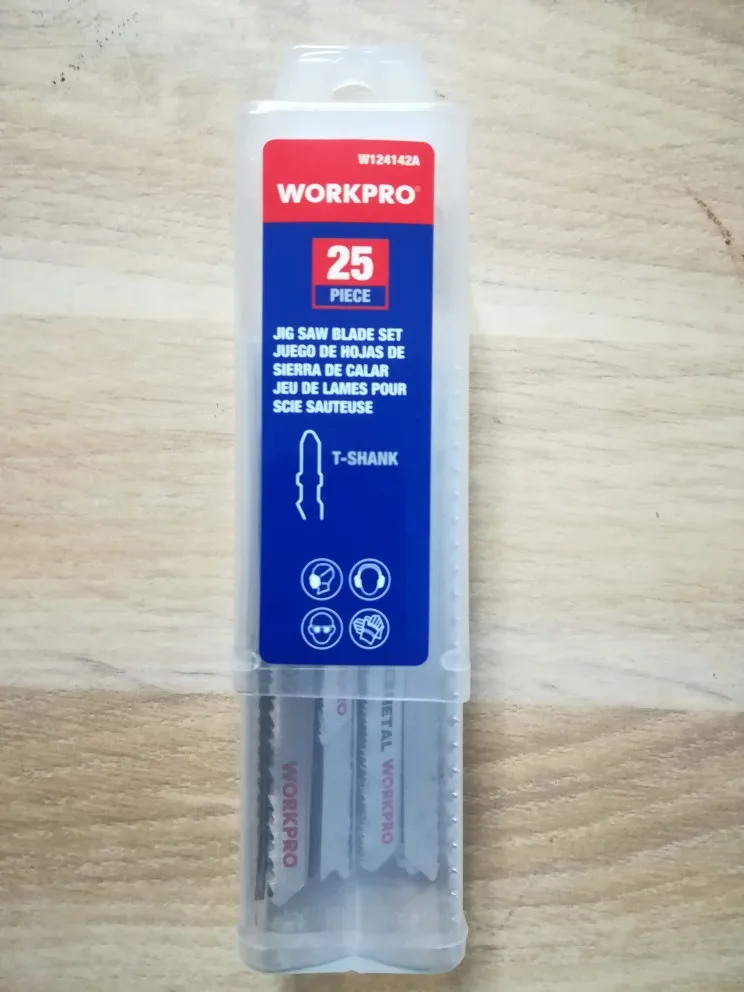 W124142A
WORKPRO®
25
PIECE
JIG SAW BLADE SET
JUEGO DE HOJAS DE
SIERRA DE CALAR
JEU DE LAMES POUR
SCIE SAUTEUSE
T-SHANK
WORKPRO
METAL WORKPRO